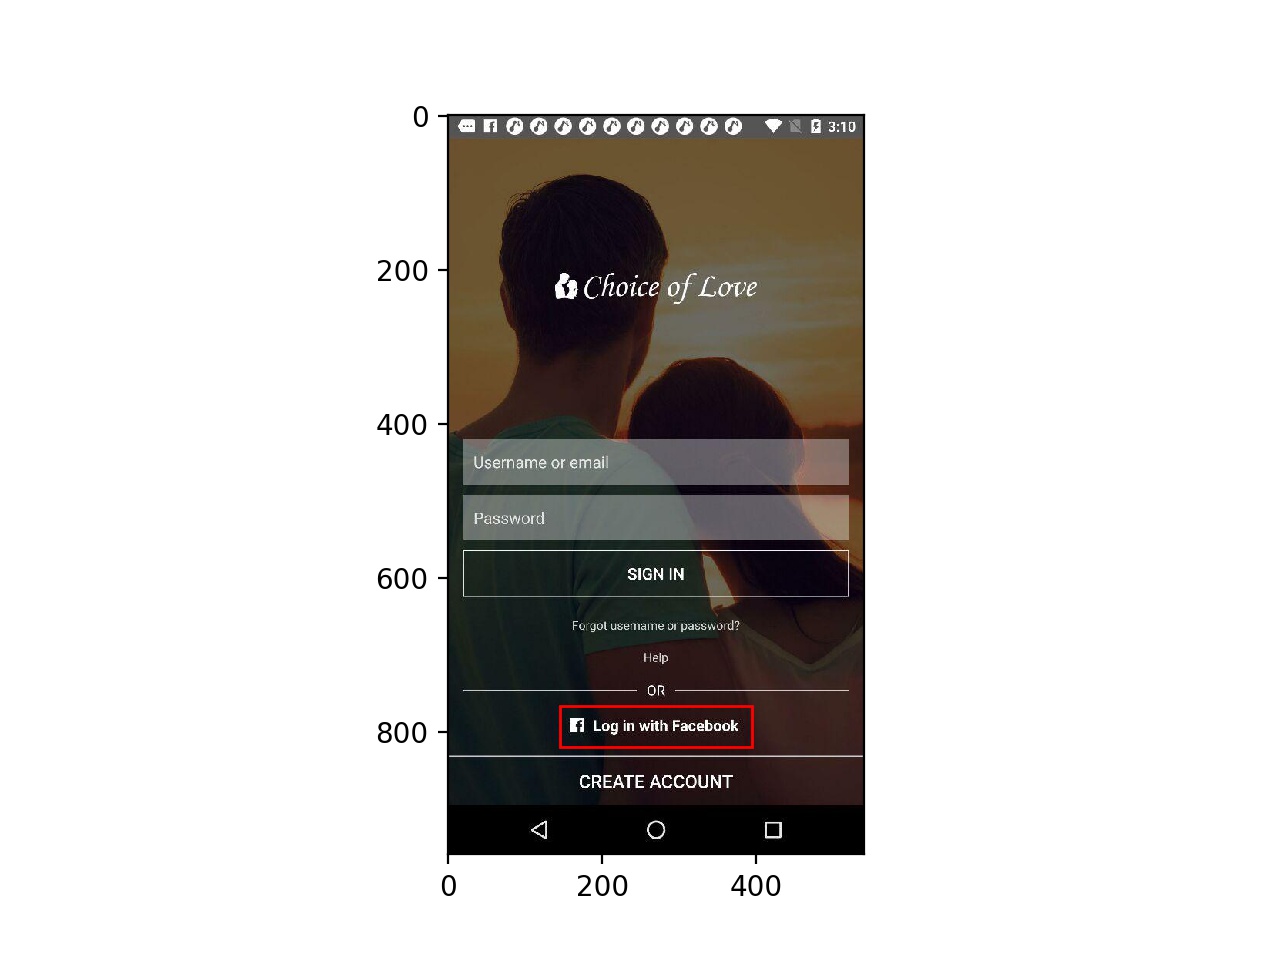 0
3:10
200
Choice of Love
400
Username or email
Password
600
SIGN IN
Forgot username or password?
Help
OR
800
Log in with Facebook
CREATE ACCOUNT
0 200 400